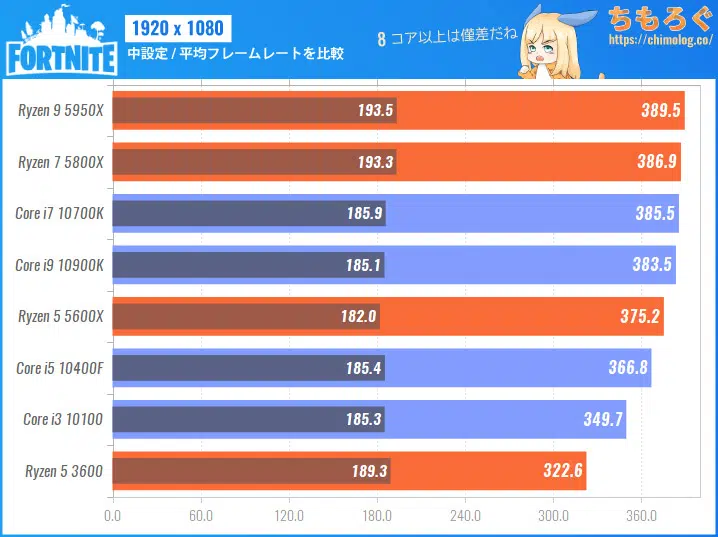 FORTNITE
1920 x 1080
中設定 / 平均フレームレートを比較
8 コア以上は僅差だね
ちもろぐ
https://chimolog.co/
Ryzen 9 5950X 193.5 389.5
Ryzen 7 5800X 193.3 386.9
Core i7 10700K 185.9 385.5
Core i9 10900K 185.1 383.5
Ryzen 5 5600X 182.0 375.2
Core i5 10400F 185.4 366.8
Core i3 10100 185.3 349.7
Ryzen 5 3600 189.3 322.6
0.0 60.0 120.0 180.0 240.0 300.0 360.0